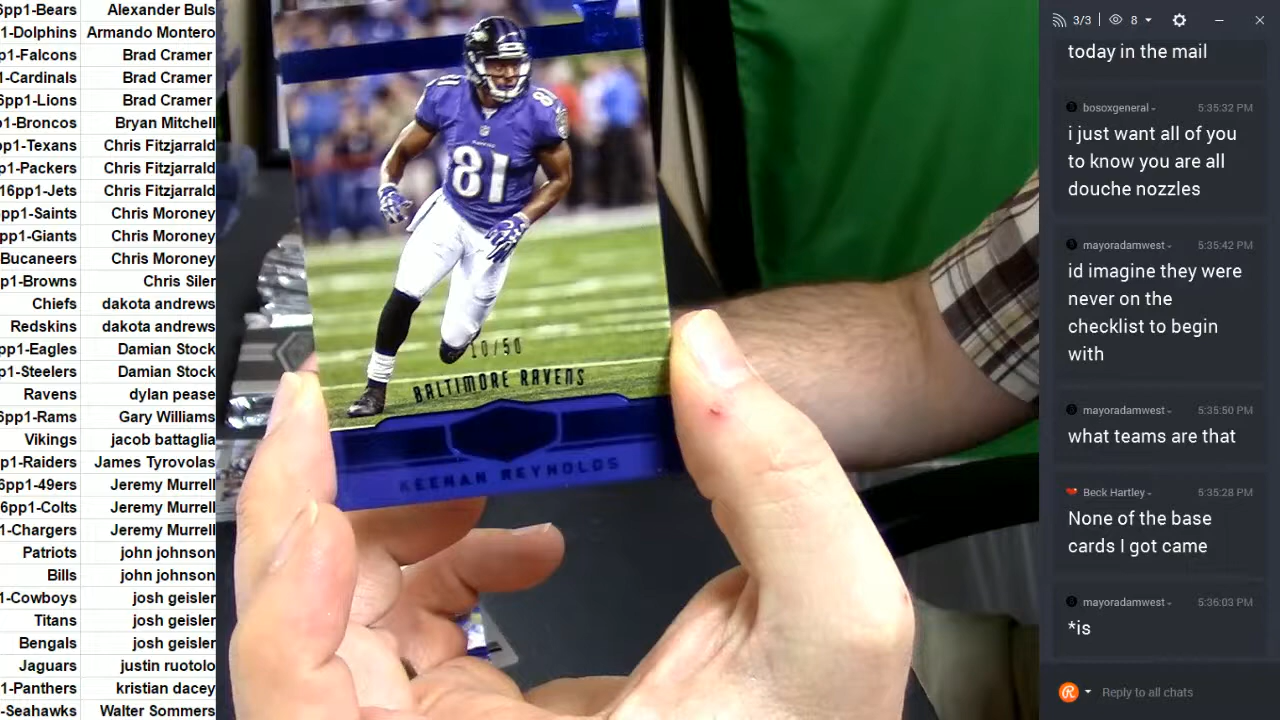 6pp1-Bears Alexander Buls
1-Dolphins Armando Montero
p1-Falcons Brad Cramer
1-Cardinals Brad Cramer
6pp1-Lions Brad Cramer
p1-Broncos Bryan Mitchell
pp1-Texans Chris Fitzjarrald
pp1-Packers Chris Fitzjarrald
16pp1-Jets Chris Fitzjarrald
pp1-Saints Chris Moroney
pp1-Giants Chris Moroney
Bucaneers Chris Moroney
p1-Browns Chris Siler
Chiefs dakota andrews
Redskins dakota andrews
pp1-Eagles Damian Stock
p1-Steelers Damian Stock
Ravens dylan pease
6pp1-Rams Gary Williams
Vikings jacob battaglia
p1-Raiders James Tyrovolas
6pp1-49ers Jeremy Murrell
6pp1-Colts Jeremy Murrell
1-Chargers Jeremy Murrell
Patriots john johnson
Bills john johnson
1-Cowboys josh geisler
Titans josh geisler
Bengals josh geisler
Jaguars justin ruotolo
1-Panthers kristian dacey
-Seahawks Walter Sommers
81
81
81
10/50
BALTIMORE RAVENS
KEENAN REYNOLDS
3/3 8
today in the mail
bosoxgeneral 5:35:32 PM
i just want all of you
to know you are all
douche nozzles
mayoradamwest 5:35:42 PM
id imagine they were
never on the
checklist to begin
with
mayoradamwest 5:35:50 PM
what teams are that
Beck Hartley 5:35:28 PM
None of the base
cards I got came
mayoradamwest 5:36:03 PM
*is
Reply to all chats